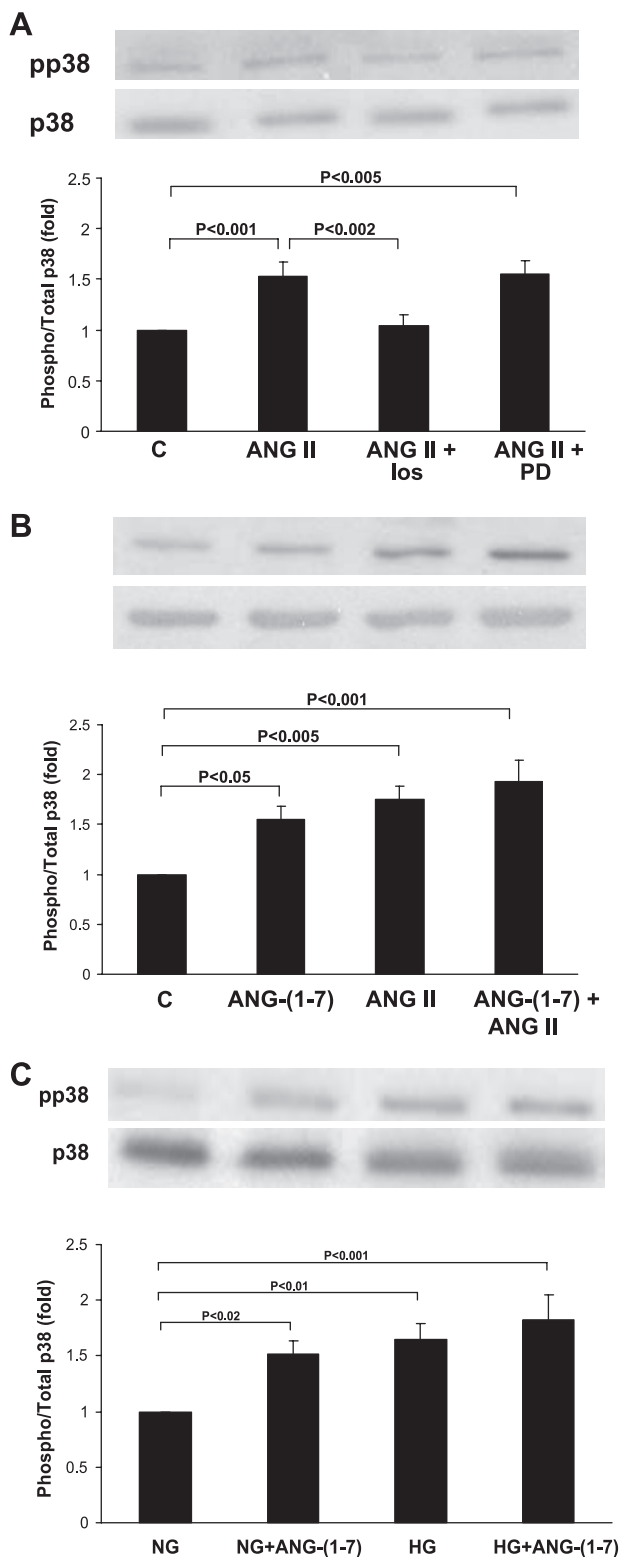 A
pp38
p38
Phospho/Total p38 (fold)
2.5
2
1.5
1
0.5
0
P<0.005
P<0.001
P<0.002
C
ANG II
ANG II +
los
ANG II +
PD
B
Phospho/Total p38 (fold)
2.5
2
1.5
1
0.5
0
P<0.001
P<0.005
P<0.05
C
ANG-(1-7)
ANG II
ANG-(1-7) +
ANG II
C
pp38
p38
Phospho/Total p38 (fold)
2.5
2
1.5
1
0.5
0
P<0.001
P<0.01
P<0.02
NG
NG+ANG-(1-7)
HG
HG+ANG-(1-7)